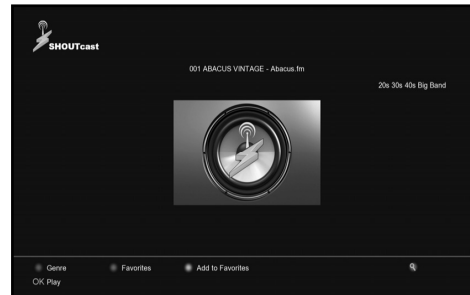 SHOUTcast
001 ABACUS VINTAGE - Abacus.fm
20s 30s 40s Big Band
Genre Favorites Add to Favorites
OK Play